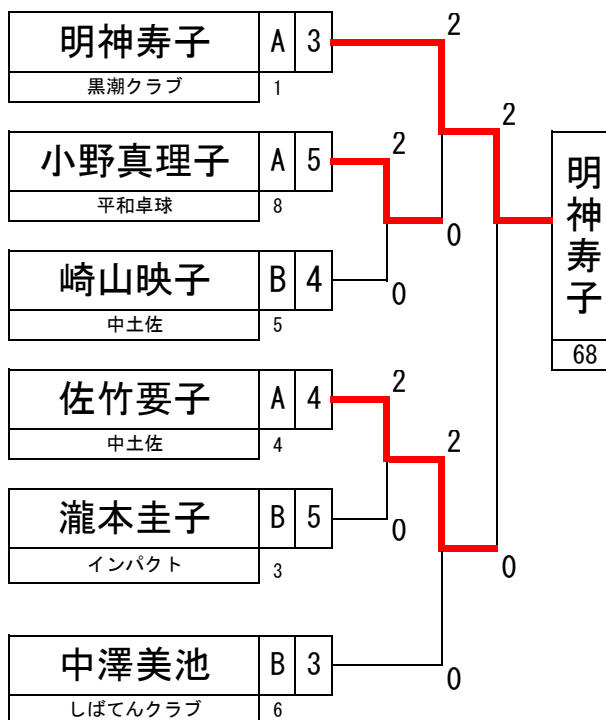 明神寿子 A 3
黒潮クラブ 1
2
2
小野真理子 A 5
平和卓球 8
2
0
崎山映子 B 4
中土佐 5
0
明神寿子
68
佐竹要子 A 4
中土佐 4
2
2
瀧本圭子 B 5
インパクト 3
0
0
中澤美池 B 3
しばてんクラブ 6
0